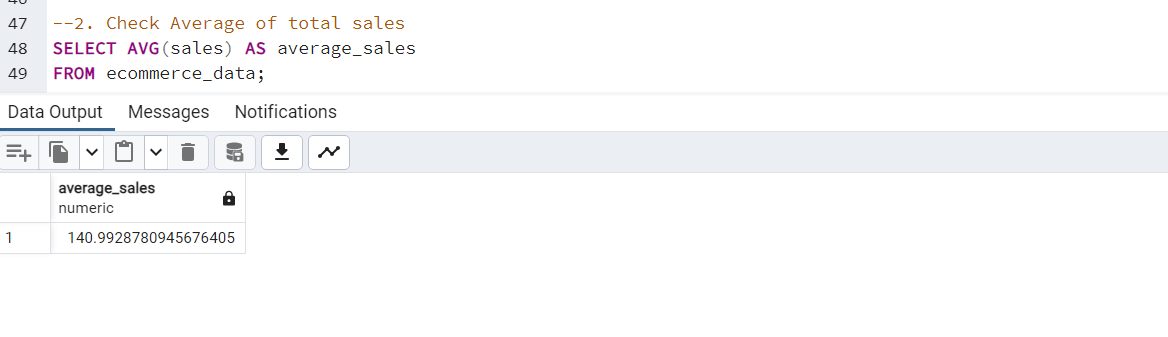 47 --2. Check Average of total sales
48 SELECT AVG(sales) AS average_sales
49 FROM ecommerce_data;
Data Output Messages Notifications
average_sales
numeric
1 140.9928780945676405